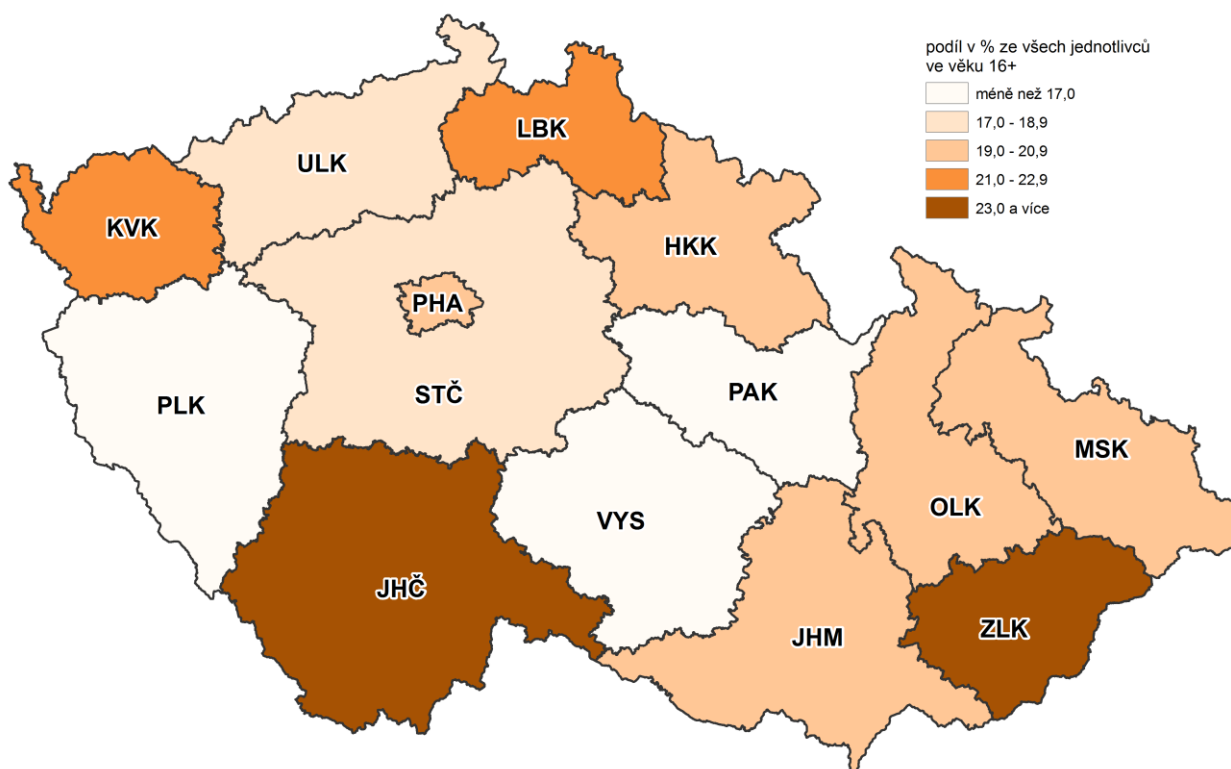 podíl v % ze všech jednotlivců
ve věku 16+
méně než 17,0
17,0 - 18,9
19,0 - 20,9
21,0 - 22,9
23,0 a více
LBK
ULK
KVK
HKK
PHA
STČ
PAK
PLK
MSK
OLK
VYS
JHČ
ZLK
JHM